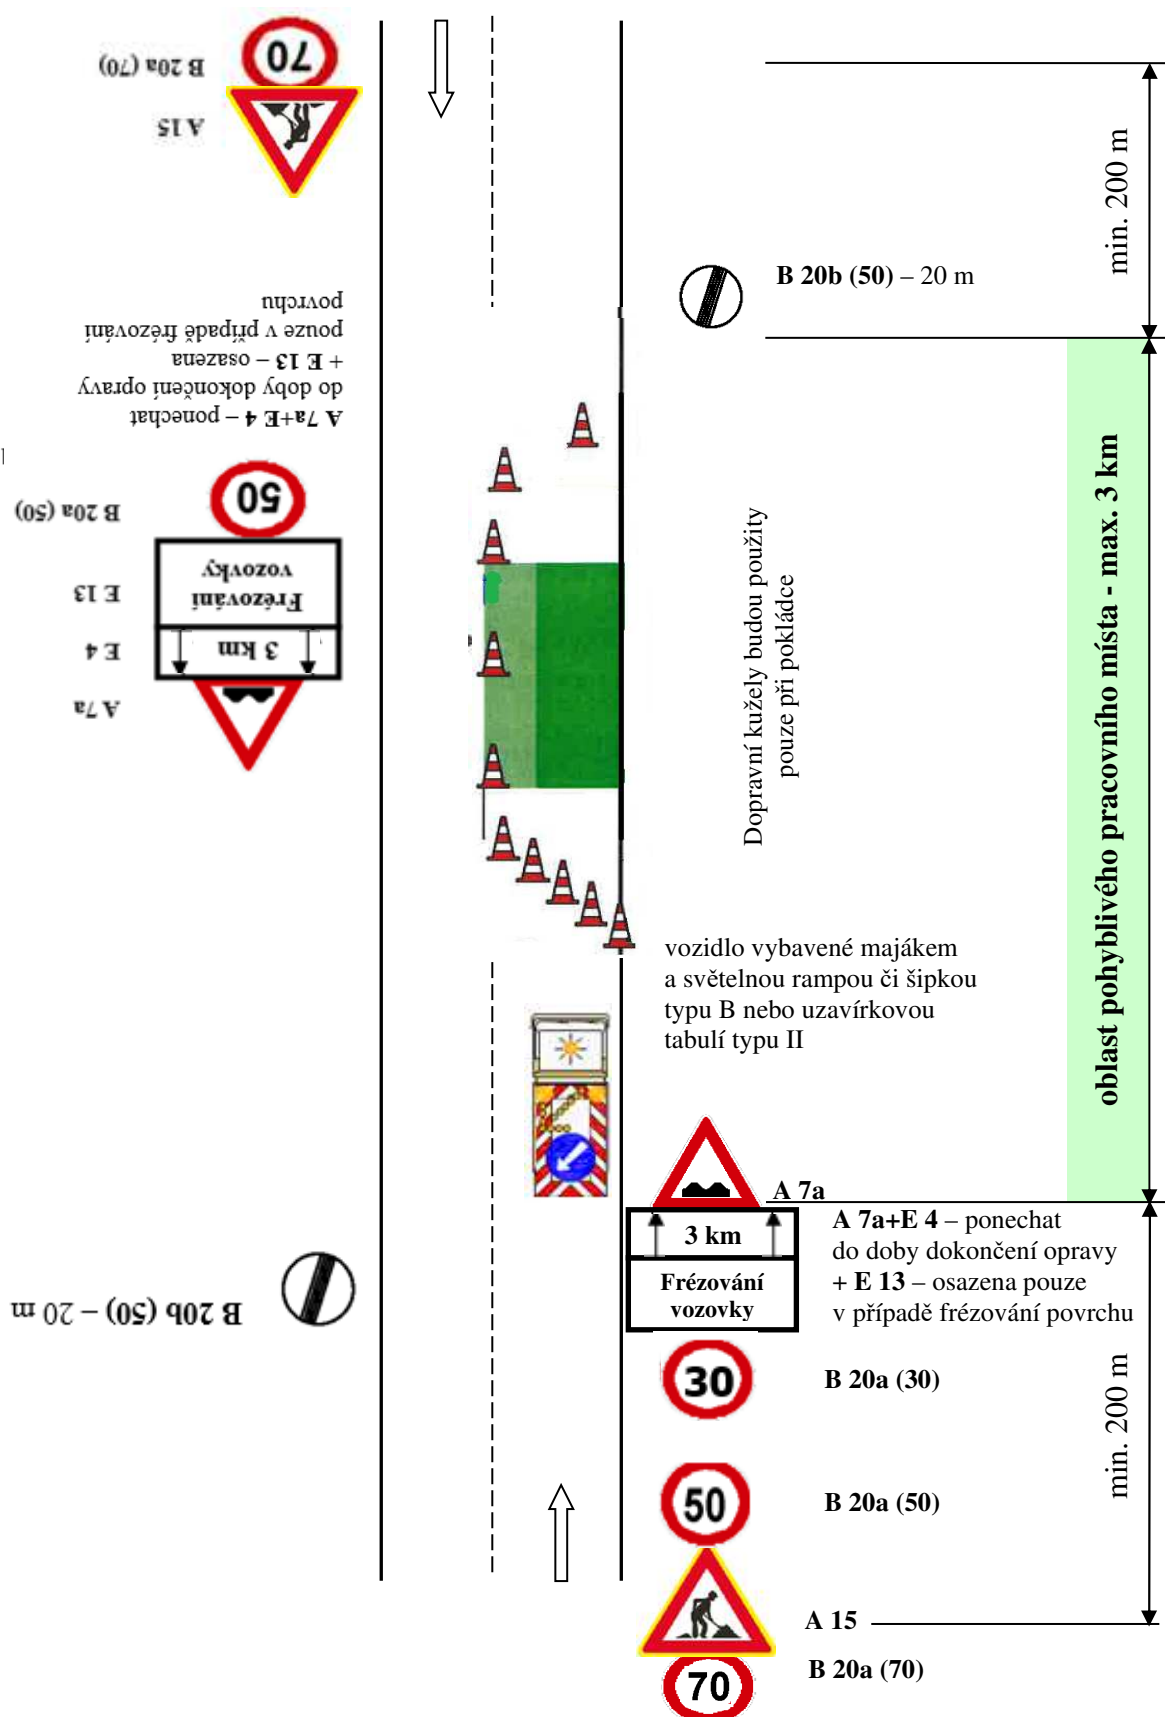 70
B 20a (70)
A 15
min. 200 m
B 20b (50) – 20 m
A 7a+E 4 – ponechat
do doby dokončení opravy
+ E 13 – osazena
pouze v případě frézování
povrchu
50
B 20a (50)
Frézování
vozovky
E 13
3 km
E 4
A 7a
oblast pohyblivého pracovního místa - max. 3 km
Dopravní kužely budou použity
pouze při pokládce
vozidlo vybavené majákem
a světelnou rampou či šipkou
typu B nebo uzavírkovou
tabulí typu II
A 7a
3 km
Frézování
vozovky
A 7a+E 4 – ponechat
do doby dokončení opravy
+ E 13 – osazena pouze
v případě frézování povrchu
B 20b (50) – 20 m
30
B 20a (30)
min. 200 m
50
B 20a (50)
A 15
70
B 20a (70)